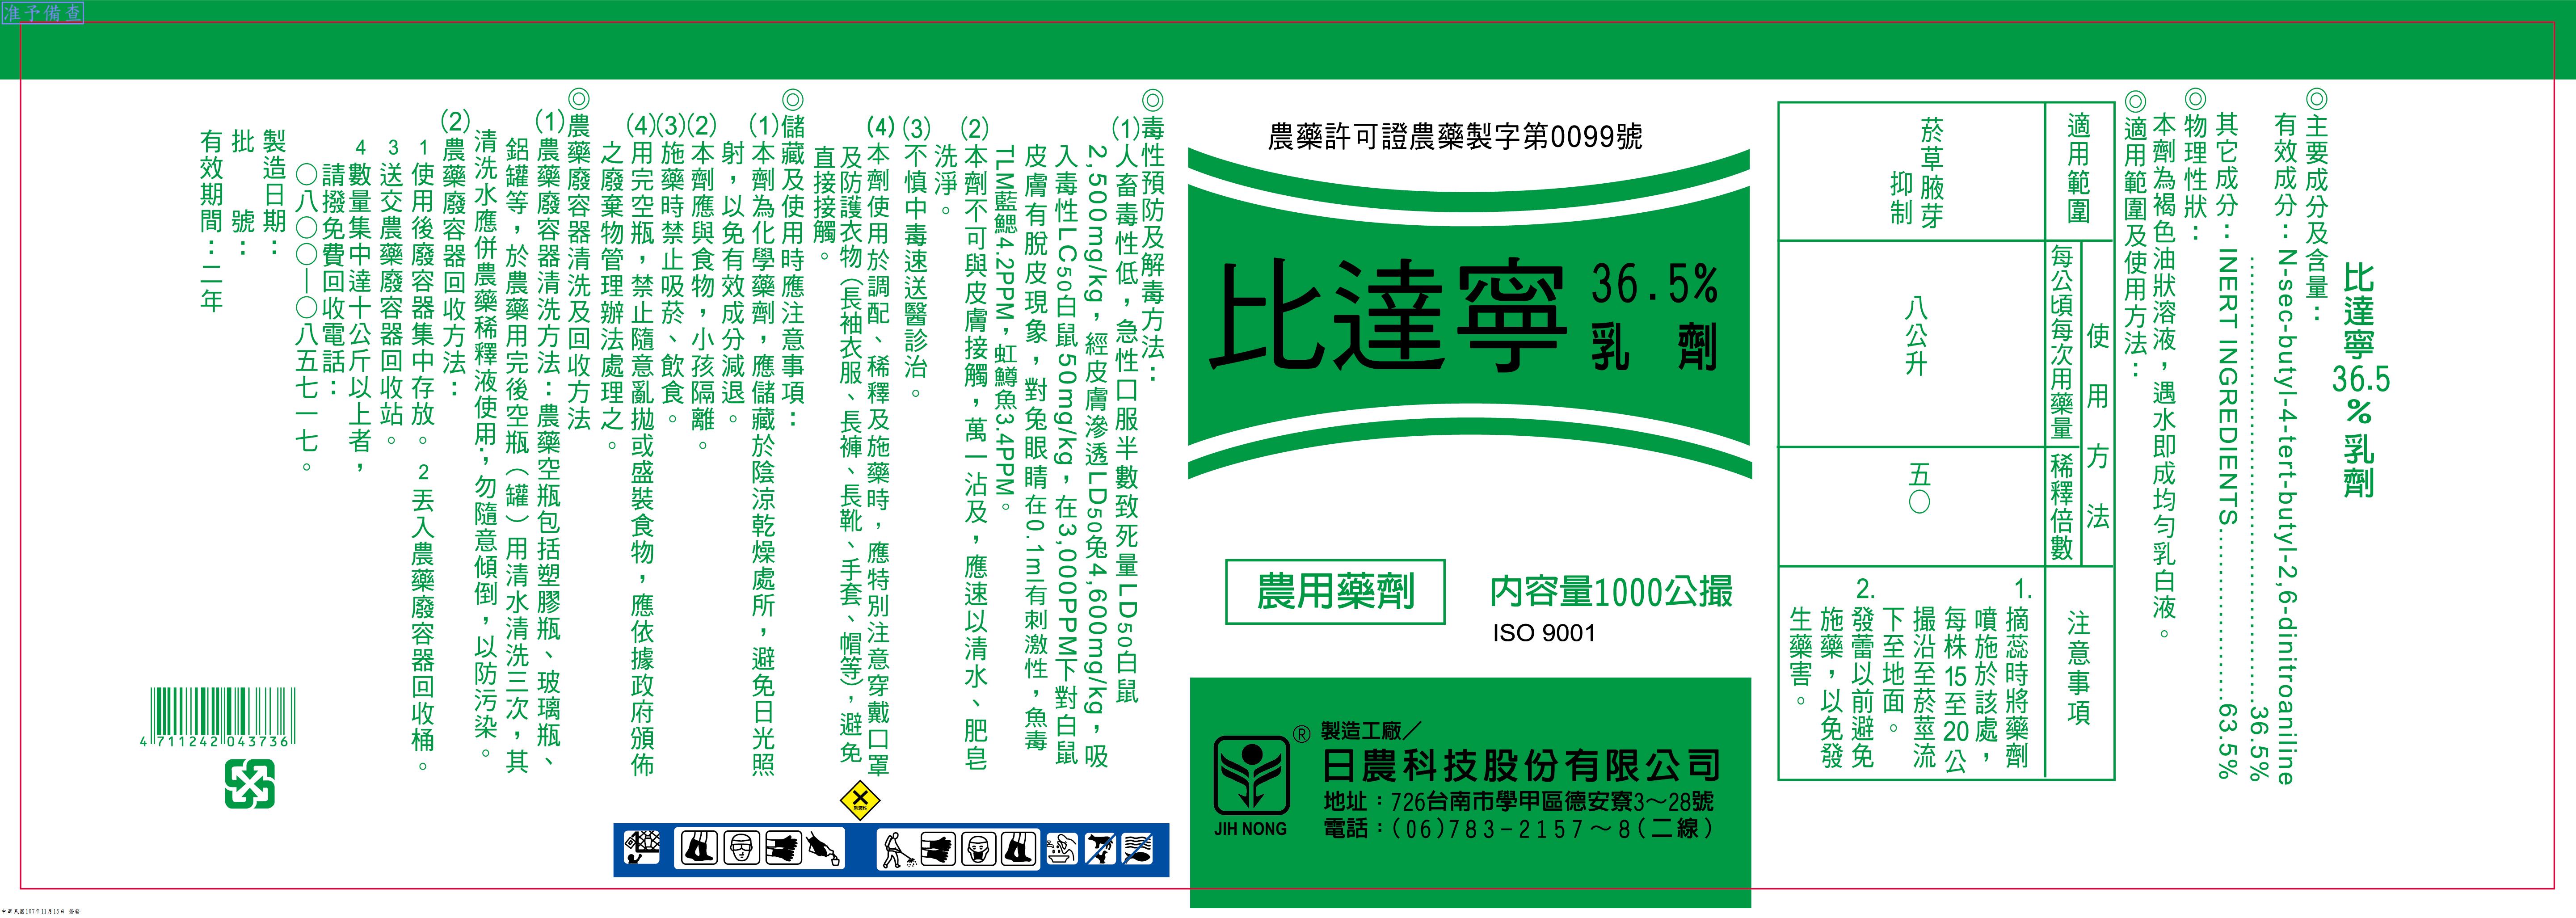 准予備查
比達寧36.5%乳劑
◎主要成分及含量：
有效成分：N-sec-butyl-4-tert-butyl-2,6-dinitroaniline
..........36.5%
其它成分：INERT INGREDIENTS..........63.5%
◎物理性狀：
本劑為褐色油狀溶液，遇水即成均勻乳白液。
◎適用範圍及使用方法：
適用範圍
使用方法
每公頃每次用藥量
稀釋倍數
注意事項
菸草腋芽
抑制
八公升
五〇
1.摘蕊時將藥劑
噴施於該處，
每株15至20公
撮沿至菸莖流
下至地面。
2.發蕾以前避免
施藥，以免發
生藥害。
農藥許可證農藥製字第0099號
比達寧
36.5%
乳 劑
農用藥劑
內容量1000公撮
ISO 9001
® 製造工廠／
日農科技股份有限公司
地址：726台南市學甲區德安寮3～28號
電話：(06)783-2157～8(二線)
JIH NONG
◎毒性預防及解毒方法：
(1)人畜毒性低，急性口服半數致死量LD50白鼠
2,500mg/kg，經皮膚滲透LD50兔4,600mg/kg，吸
入毒性LC50白鼠50mg/kg，在3,000PPM下對白鼠
皮膚有脫皮現象，對兔眼睛在0.1ml有刺激性，魚毒
TLM藍鰓4.2PPM，虹鱒魚3.4PPM。
(2)本劑不可與皮膚接觸，萬一沾及，應速以清水、肥皂
洗淨。
(3)不慎中毒速送醫診治。
(4)本劑使用於調配、稀釋及施藥時，應特別注意穿戴口罩
及防護衣物（長袖衣服、長褲、長靴、手套、帽等），避免
直接接觸。
◎儲藏及使用時應注意事項：
(1)本劑為化學藥劑，應儲藏於陰涼乾燥處所，避免日光照
射，以免有效成分減退。
(2)本劑應與食物，小孩隔離。
(3)施藥時禁止吸菸、飲食。
(4)用完空瓶，禁止隨意亂拋或盛裝食物，應依據政府頒佈
之廢棄物管理辦法處理之。
◎農藥廢容器清洗及回收方法
(1)農藥廢容器清洗方法：農藥空瓶包括塑膠瓶、玻璃瓶、
鋁罐等，於農藥用完後空瓶（罐）用清水清洗三次，其
清洗水應併農藥稀釋液使用；勿隨意傾倒，以防污染。
(2)農藥廢容器回收方法：
1使用後廢容器集中存放。2丟入農藥廢容器回收桶。
3送交農藥廢容器回收站。
4數量集中達十公斤以上者，
請撥免費回收電話：
〇八〇〇—〇八五七一七。
製造日期：
批　　號：
有效期間：二年
4 711242 043736
刺激性
中華民國107年11月13日 簽發